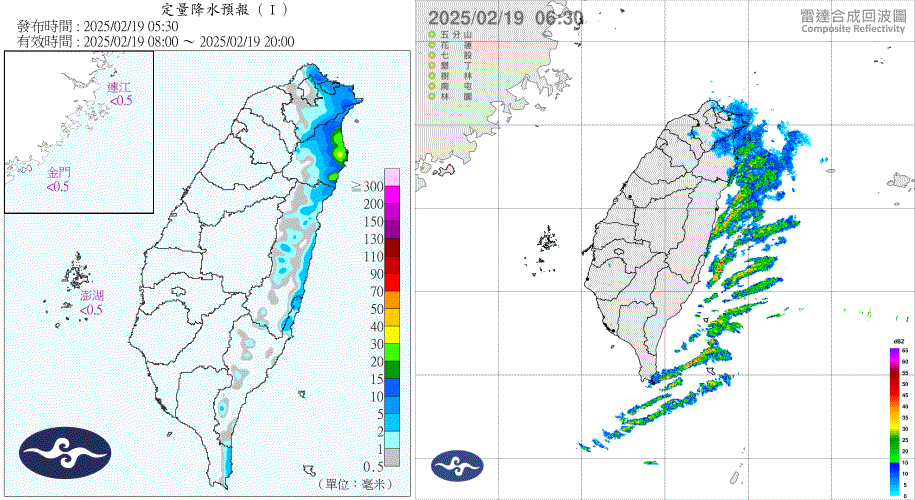 定量降水預報（I）
發布時間：2025/02/19 05:30
有效時間：2025/02/19 08:00 ～ 2025/02/19 20:00
連江
<0.5
金門
<0.5
澎湖
<0.5
≧
300
200
150
130
110
90
70
50
40
30
20
15
10
5
2
1
0.5
（單位：毫米）
2025/02/19 06:30
雷達合成回波圖
Composite Reflectivity
五分山
花蓮
七股
墾丁
樹林
南屯
林園
dBZ
65
60
55
50
45
40
35
30
25
20
15
10
5
0